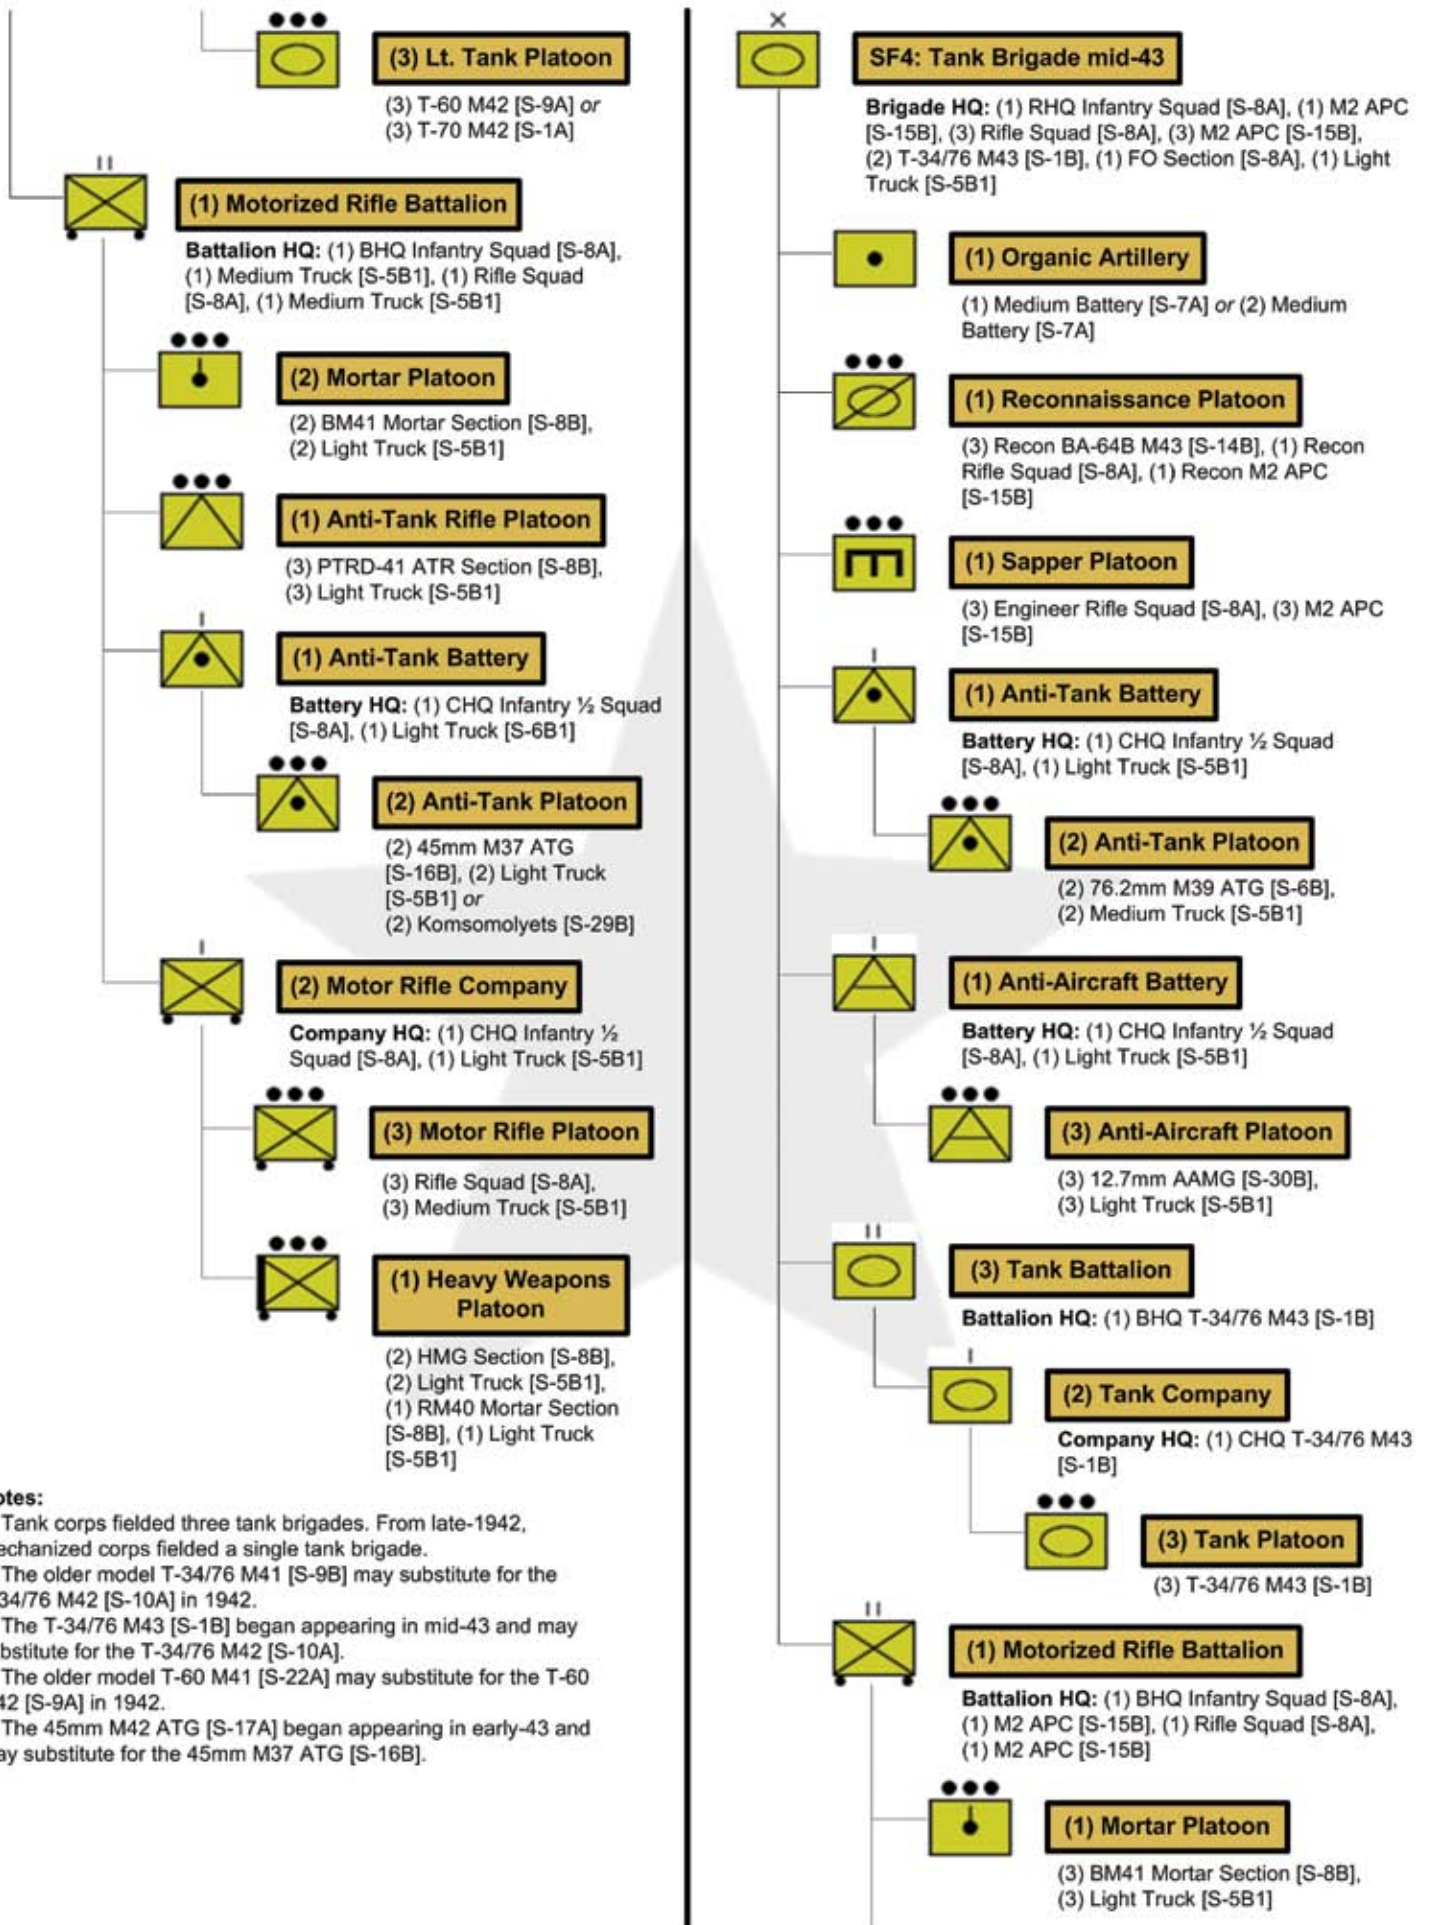 (3) Lt. Tank Platoon
(3) T-60 M42 [S-9A] or
(3) T-70 M42 [S-1A]
(1) Motorized Rifle Battalion
Battalion HQ: (1) BHQ Infantry Squad [S-8A],
(1) Medium Truck [S-5B1], (1) Rifle Squad
[S-8A], (1) Medium Truck [S-5B1]
(2) Mortar Platoon
(2) BM41 Mortar Section [S-8B],
(2) Light Truck [S-5B1]
(1) Anti-Tank Rifle Platoon
(3) PTRD-41 ATR Section [S-8B],
(3) Light Truck [S-5B1]
(1) Anti-Tank Battery
Battery HQ: (1) CHQ Infantry ½ Squad
[S-8A], (1) Light Truck [S-6B1]
(2) Anti-Tank Platoon
(2) 45mm M37 ATG
[S-16B], (2) Light Truck
[S-5B1] or
(2) Komsomolyets [S-29B]
(2) Motor Rifle Company
Company HQ: (1) CHQ Infantry ½
Squad [S-8A], (1) Light Truck [S-5B1]
(3) Motor Rifle Platoon
(3) Rifle Squad [S-8A],
(3) Medium Truck [S-5B1]
(1) Heavy Weapons
Platoon
(2) HMG Section [S-8B],
(2) Light Truck [S-5B1],
(1) RM40 Mortar Section
[S-8B], (1) Light Truck
[S-5B1]
otes:
Tank corps fielded three tank brigades. From late-1942,
echanized corps fielded a single tank brigade.
The older model T-34/76 M41 [S-9B] may substitute for the
34/76 M42 [S-10A] in 1942.
The T-34/76 M43 [S-1B] began appearing in mid-43 and may
bstitute for the T-34/76 M42 [S-10A].
The older model T-60 M41 [S-22A] may substitute for the T-60
42 [S-9A] in 1942.
The 45mm M42 ATG [S-17A] began appearing in early-43 and
ay substitute for the 45mm M37 ATG [S-16B].
SF4: Tank Brigade mid-43
Brigade HQ: (1) RHQ Infantry Squad [S-8A], (1) M2 APC
[S-15B], (3) Rifle Squad [S-8A], (3) M2 APC [S-15B],
(2) T-34/76 M43 [S-1B], (1) FO Section [S-8A], (1) Light
Truck [S-5B1]
(1) Organic Artillery
(1) Medium Battery [S-7A] or (2) Medium
Battery [S-7A]
(1) Reconnaissance Platoon
(3) Recon BA-64B M43 [S-14B], (1) Recon
Rifle Squad [S-8A], (1) Recon M2 APC
[S-15B]
(1) Sapper Platoon
(3) Engineer Rifle Squad [S-8A], (3) M2 APC
[S-15B]
(1) Anti-Tank Battery
Battery HQ: (1) CHQ Infantry ½ Squad
[S-8A], (1) Light Truck [S-5B1]
(2) Anti-Tank Platoon
(2) 76.2mm M39 ATG [S-6B],
(2) Medium Truck [S-5B1]
(1) Anti-Aircraft Battery
Battery HQ: (1) CHQ Infantry ½ Squad
[S-8A], (1) Light Truck [S-5B1]
(3) Anti-Aircraft Platoon
(3) 12.7mm AAMG [S-30B],
(3) Light Truck [S-5B1]
(3) Tank Battalion
Battalion HQ: (1) BHQ T-34/76 M43 [S-1B]
(2) Tank Company
Company HQ: (1) CHQ T-34/76 M43
[S-1B]
(3) Tank Platoon
(3) T-34/76 M43 [S-1B]
(1) Motorized Rifle Battalion
Battalion HQ: (1) BHQ Infantry Squad [S-8A],
(1) M2 APC [S-15B], (1) Rifle Squad [S-8A],
(1) M2 APC [S-15B]
(1) Mortar Platoon
(3) BM41 Mortar Section [S-8B],
(3) Light Truck [S-5B1]